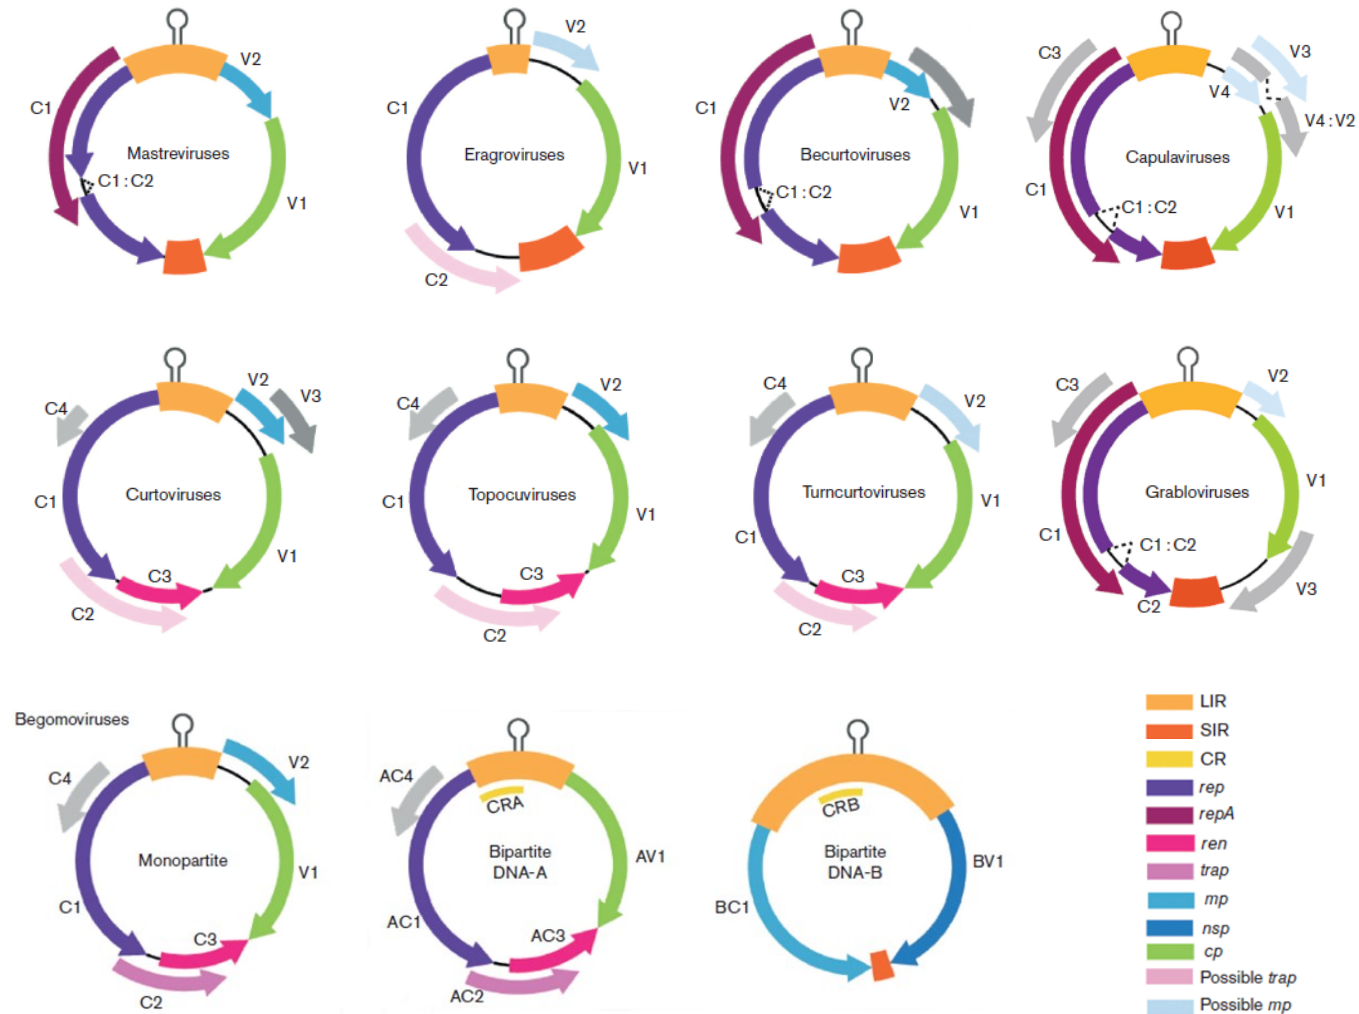 V2
C1
Mastreviruses
C1 : C2
V1
V2
C1
Eragroviruses
V1
C2
C1
V2
Becurtoviruses
C1 : C2
V1
C3
V3
V4
V4 : V2
Capulaviruses
C1
C1 : C2
V1
C4
V2
V3
C1
Curtoviruses
V1
C3
C2
C4
V2
C1
Topocuviruses
V1
C3
C2
C4
V2
Turncurtoviruses
V1
C1
C3
C2
C3
V2
V1
Grabloviruses
C1
C1 : C2
C2
V3
Begomoviruses
C4
V2
Monopartite
V1
C1
C3
C2
AC4
CRA
Bipartite
DNA-A
AV1
AC1
AC3
AC2
CRB
Bipartite
DNA-B
BV1
BC1
LIR
SIR
CR
rep
repA
ren
trap
mp
nsp
cp
Possible trap
Possible mp